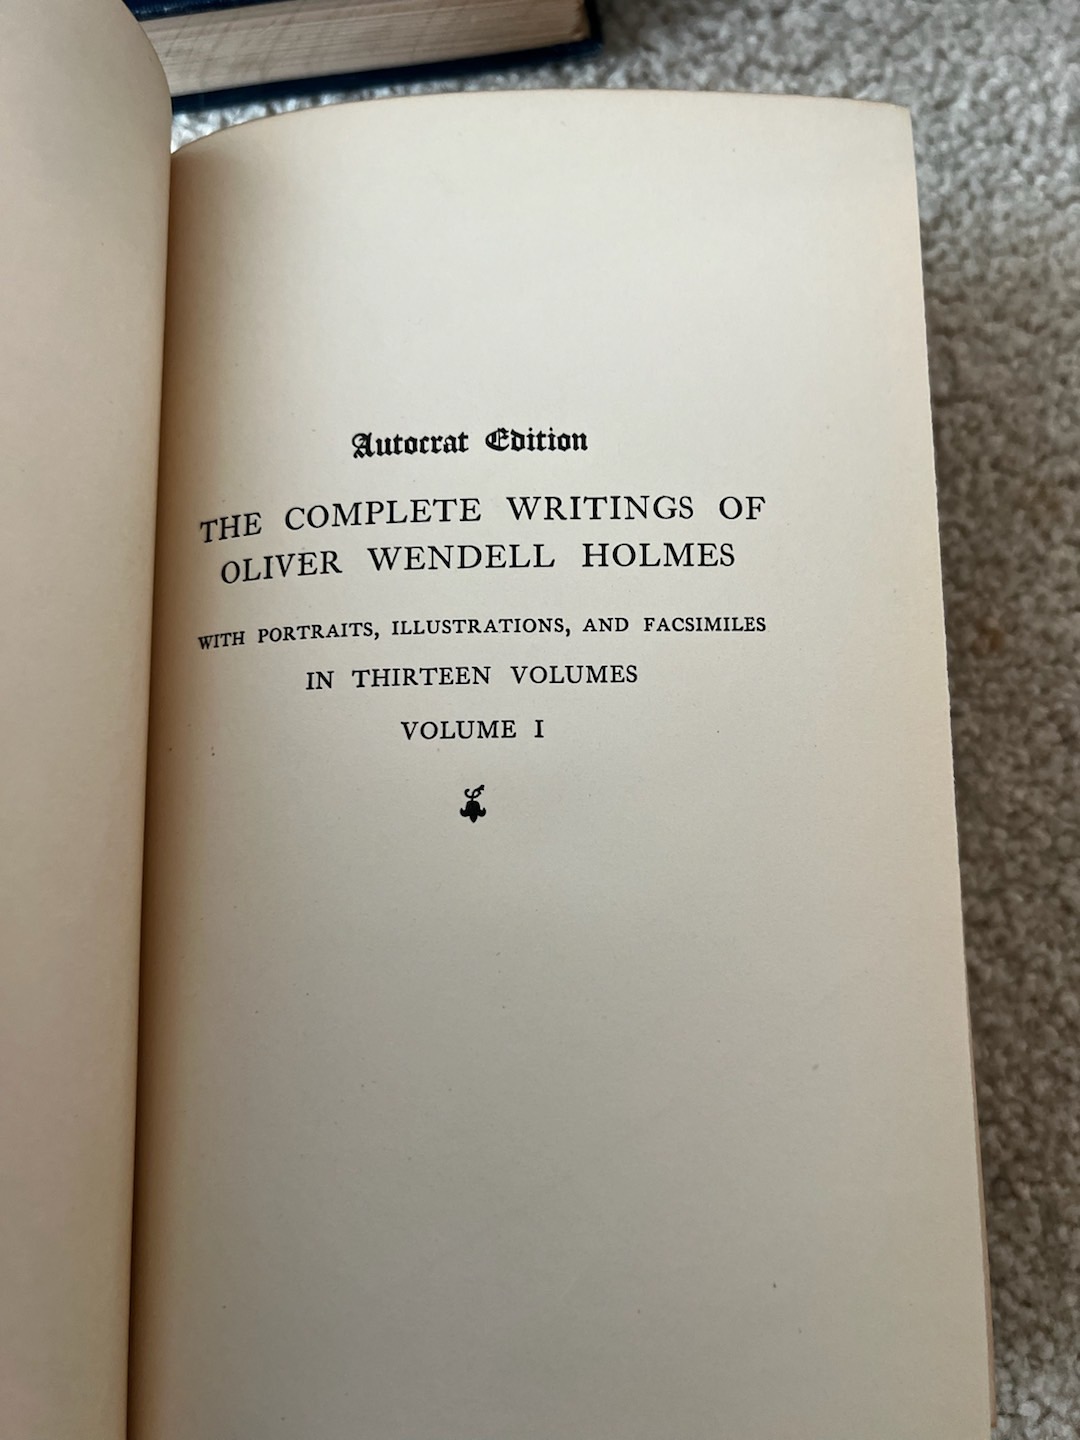 Autocrat Edition
THE COMPLETE WRITINGS OF
OLIVER WENDELL HOLMES
WITH PORTRAITS, ILLUSTRATIONS, AND FACSIMILES
IN THIRTEEN VOLUMES
VOLUME I